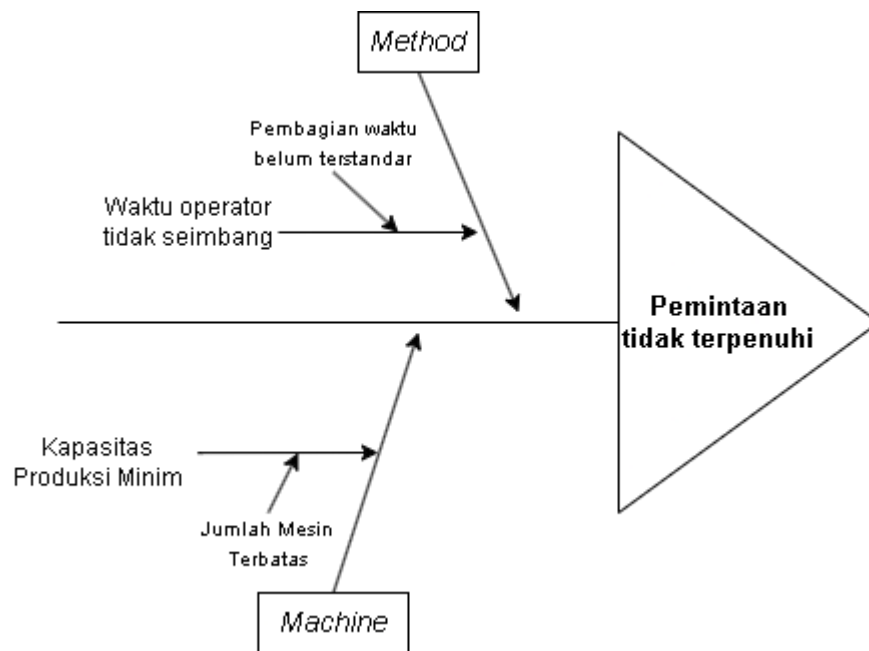 Method
Pembagian waktu
belum terstandar
Waktu operator
tidak seimbang
Pemintaan
tidak terpenuhi
Kapasitas
Produksi Minim
Jumlah Mesin
Terbatas
Machine